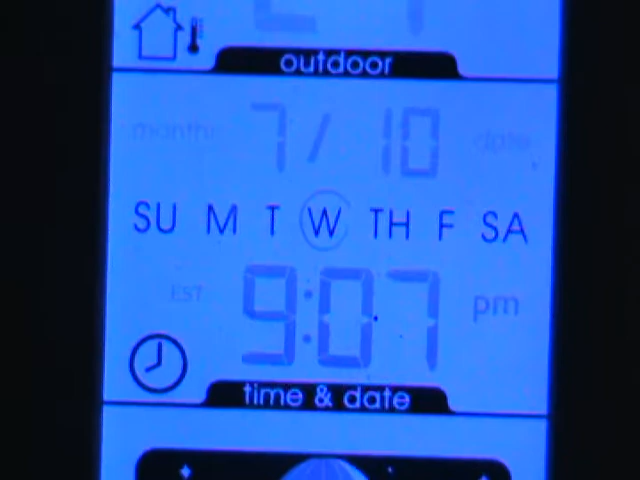 outdoor
month 7/10 date
SU M T W TH F SA
EST 9:07 pm
time & date